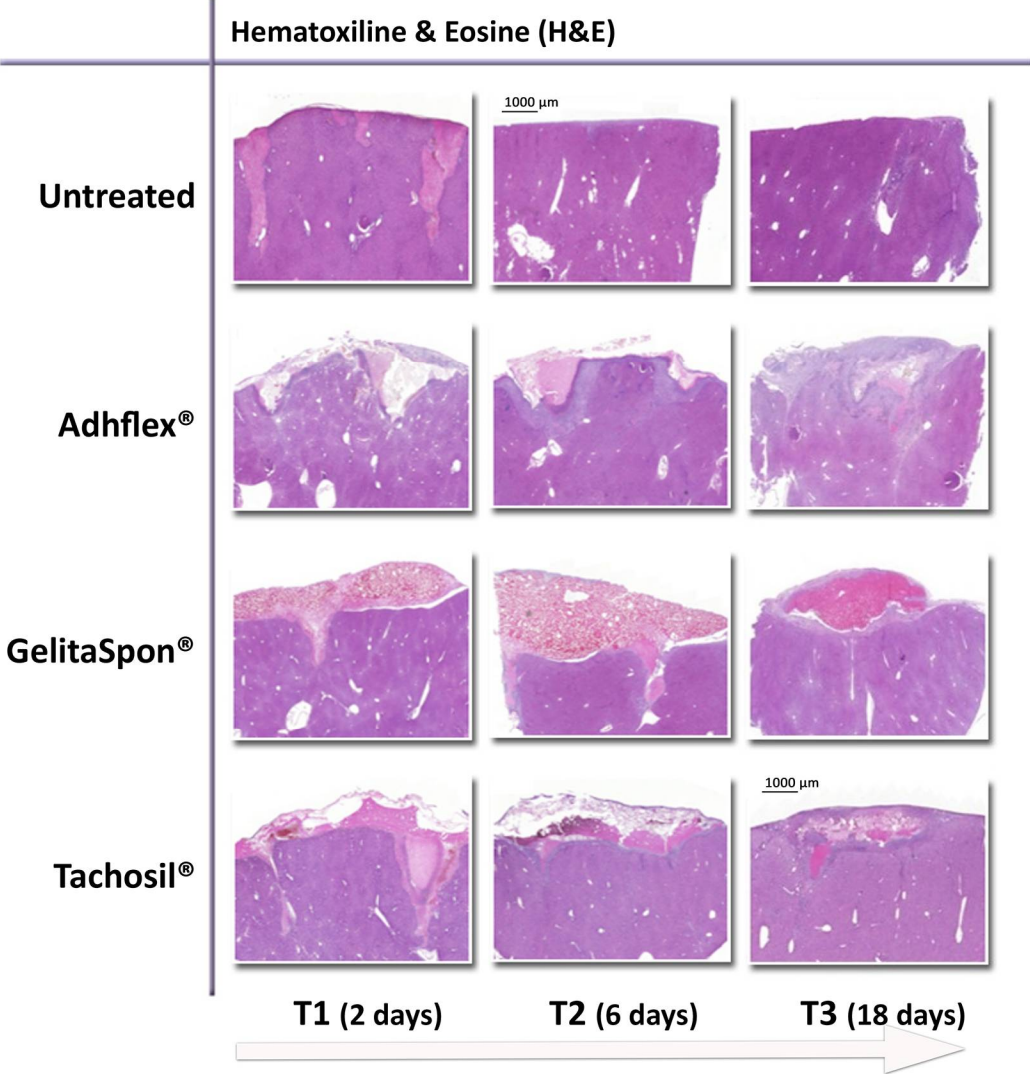 Hematoxiline & Eosine (H&E)
Untreated
1000 µm
Adhflex®
GelitaSpon®
Tachosil®
1000 µm
T1 (2 days)
T2 (6 days)
T3 (18 days)